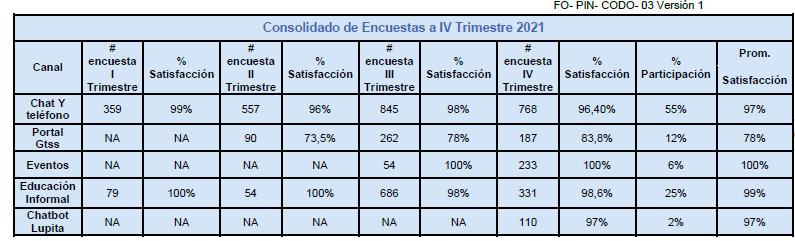 FO- PIN- CODO- 03 Versión 1
Consolidado de Encuestas a IV Trimestre 2021
Canal # encuesta I Trimestre % Satisfacción # encuesta II Trimestre % Satisfacción # encuesta III Trimestre % Satisfacción # encuesta IV Trimestre % Satisfacción % Participación Prom. Satisfacción
Chat Y teléfono 359 99% 557 96% 845 98% 768 96,40% 55% 97%
Portal Gtss NA NA 90 73,5% 262 78% 187 83,8% 12% 78%
Eventos NA NA NA NA 54 100% 233 100% 6% 100%
Educación Informal 79 100% 54 100% 686 98% 331 98,6% 25% 99%
Chatbot Lupita NA NA NA NA NA NA 110 97% 2% 97%